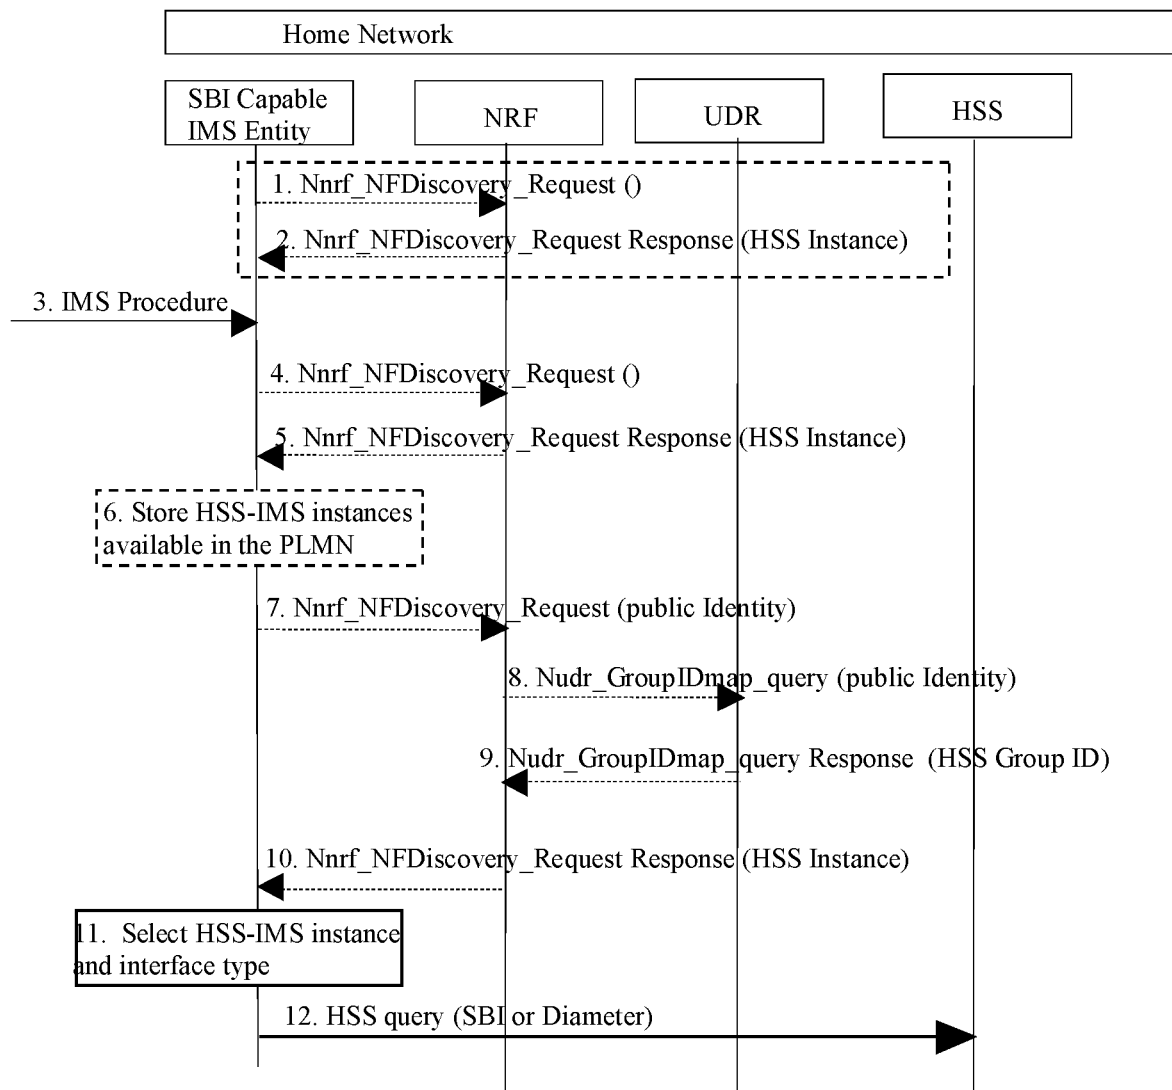 Home Network
SBI Capable
IMS Entity
NRF
UDR
HSS
1. Nnrf_NFDiscovery_Request ()
2. Nnrf_NFDiscovery_Request Response (HSS Instance)
3. IMS Procedure
4. Nnrf_NFDiscovery_Request ()
5. Nnrf_NFDiscovery_Request Response (HSS Instance)
6. Store HSS-IMS instances
available in the PLMN
7. Nnrf_NFDiscovery_Request (public Identity)
8. Nudr_GroupIDmap_query (public Identity)
9. Nudr_GroupIDmap_query Response (HSS Group ID)
10. Nnrf_NFDiscovery_Request Response (HSS Instance)
11. Select HSS-IMS instance
and interface type
12. HSS query (SBI or Diameter)